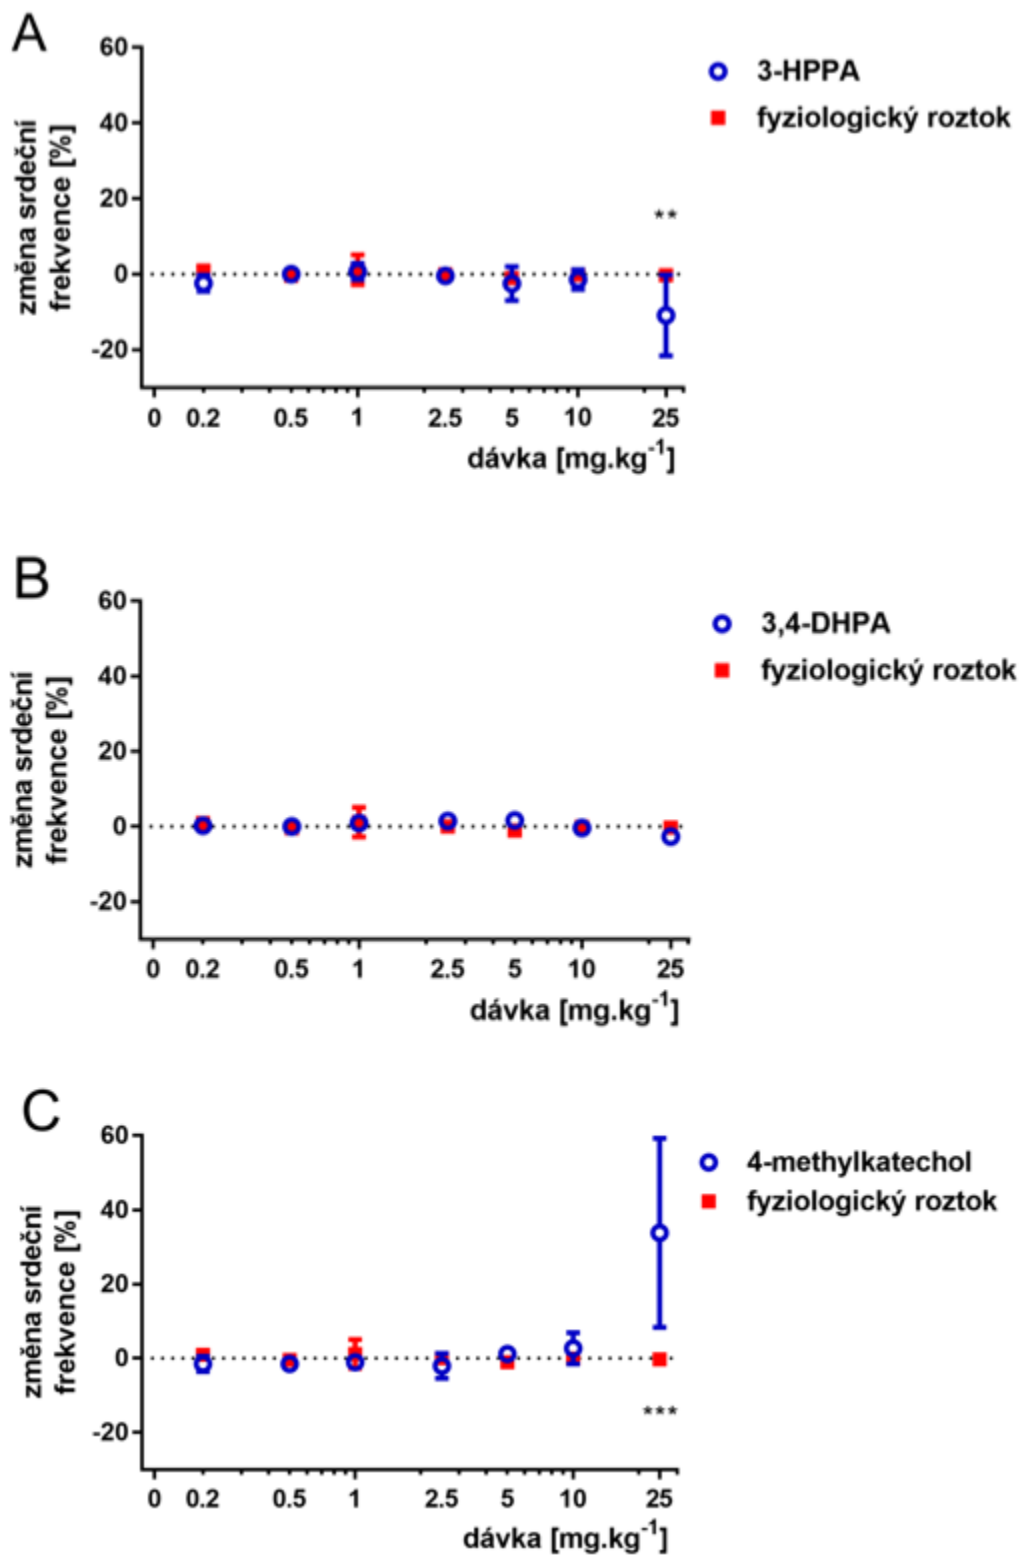 A
60
40
20
0
-20
změna srdeční
frekvence [%]
3-HPPA
fyziologický roztok
**
0 0.2 0.5 1 2.5 5 10 25
dávka [mg.kg⁻¹]
B
60
40
20
0
-20
změna srdeční
frekvence [%]
3,4-DHPA
fyziologický roztok
0 0.2 0.5 1 2.5 5 10 25
dávka [mg.kg⁻¹]
C
60
40
20
0
-20
změna srdeční
frekvence [%]
4-methylkatechol
fyziologický roztok
***
0 0.2 0.5 1 2.5 5 10 25
dávka [mg.kg⁻¹]